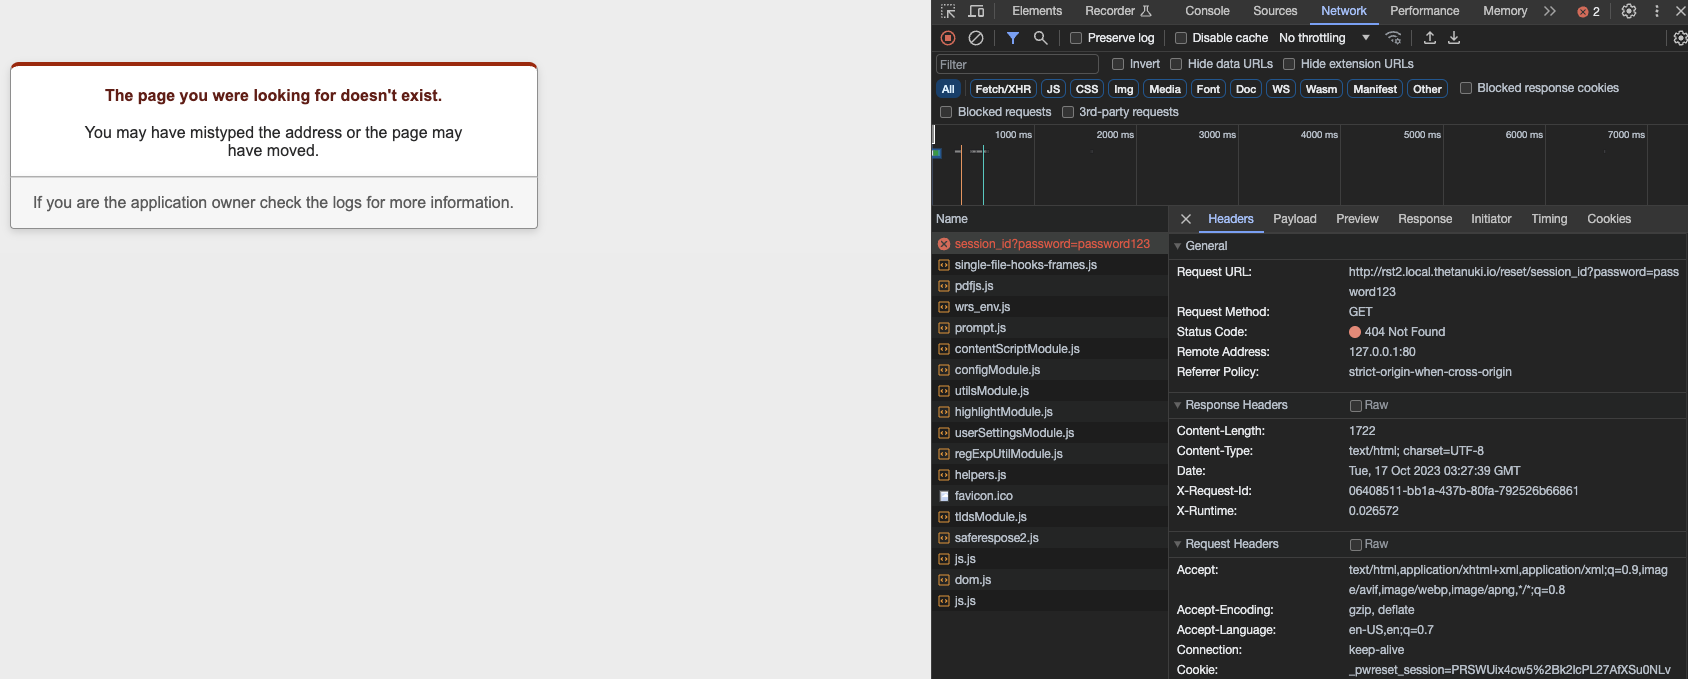 The page you were looking for doesn't exist.
You may have mistyped the address or the page may
have moved.
If you are the application owner check the logs for more information.
Elements Recorder Console Sources Network Performance Memory 2
Preserve log Disable cache No throttling
Filter Invert Hide data URLs Hide extension URLs
All Fetch/XHR JS CSS Img Media Font Doc WS Wasm Manifest Other Blocked response cookies
Blocked requests 3rd-party requests
1000 ms 2000 ms 3000 ms 4000 ms 5000 ms 6000 ms 7000 ms
Name
session_id?password=password123
single-file-hooks-frames.js
pdfjs.js
wrs_env.js
prompt.js
contentScriptModule.js
configModule.js
utilsModule.js
highlightModule.js
userSettingsModule.js
regExpUtilModule.js
helpers.js
favicon.ico
tldsModule.js
saferespose2.js
js.js
dom.js
js.js
Headers Payload Preview Response Initiator Timing Cookies
General
Request URL: http://rst2.local.thetanuki.io/reset/session_id?password=pass
word123
Request Method: GET
Status Code: 404 Not Found
Remote Address: 127.0.0.1:80
Referrer Policy: strict-origin-when-cross-origin
Response Headers Raw
Content-Length: 1722
Content-Type: text/html; charset=UTF-8
Date: Tue, 17 Oct 2023 03:27:39 GMT
X-Request-Id: 06408511-bb1a-437b-80fa-792526b66861
X-Runtime: 0.026572
Request Headers Raw
Accept: text/html,application/xhtml+xml,application/xml;q=0.9,imag
e/avif,image/webp,image/apng,*/*;q=0.8
Accept-Encoding: gzip, deflate
Accept-Language: en-US,en;q=0.7
Connection: keep-alive
Cookie: _pwreset_session=PRSWUix4cw5%2Bk2lcPL27AfXSu0NLv